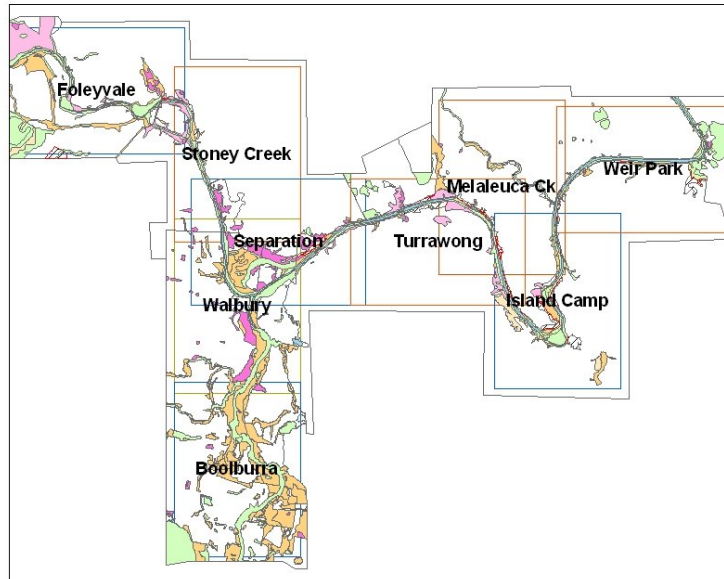 Foleyvale
Stoney Creek
Weir Park
Melaleuca Ck
Separation
Turrawong
Walbury
Island Camp
Boolburra